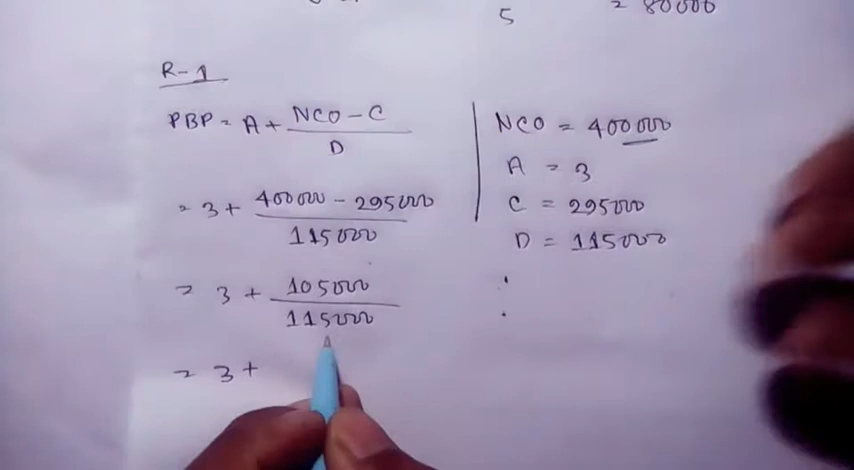 5 = 80000
R-1
PBP = A + NCO - C / D
= 3 + 400000 - 295000 / 115000
= 3 + 105000 / 115000
= 3 +
NCO = 400000
A = 3
C = 295000
D = 115000